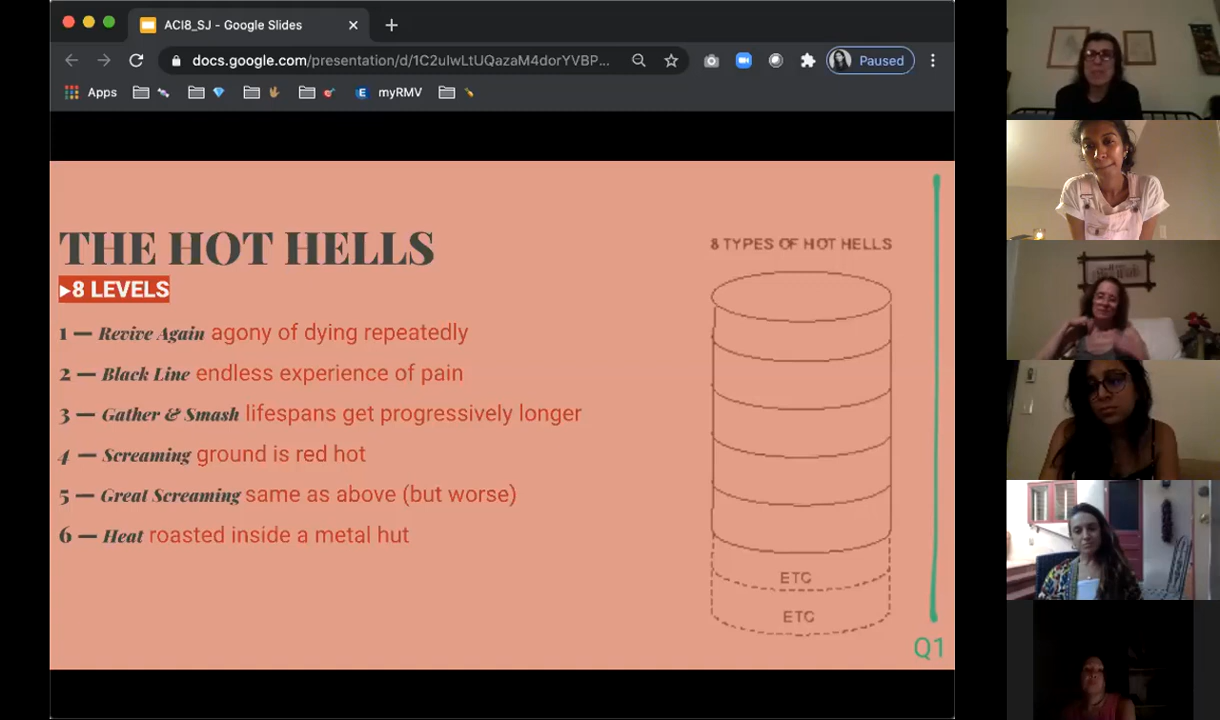 ACI8_SJ - Google Slides
docs.google.com/presentation/d/1C2ulwLtUQazaM4dorYVBP...
Paused
Apps
myRMV
THE HOT HELLS
▸8 LEVELS
1 — Revive Again agony of dying repeatedly
2 — Black Line endless experience of pain
3 — Gather & Smash lifespans get progressively longer
4 — Screaming ground is red hot
5 — Great Screaming same as above (but worse)
6 — Heat roasted inside a metal hut
8 TYPES OF HOT HELLS
ETC
ETC
Q1